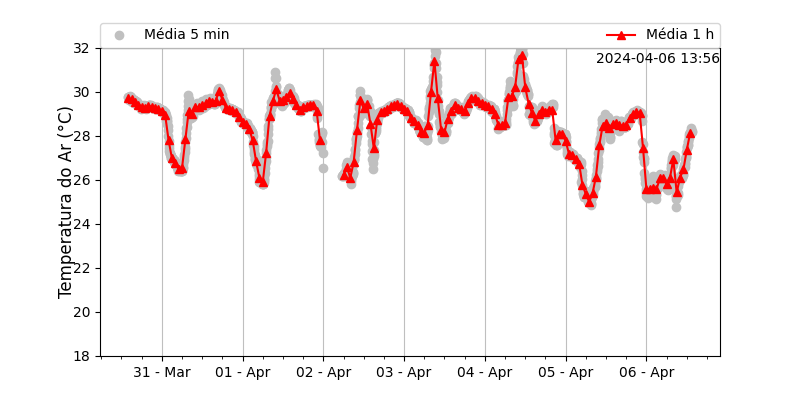 Média 5 min
Média 1 h
2024-04-06 13:56
Temperatura do Ar (°C)
32
30
28
26
24
22
20
18
31 - Mar
01 - Apr
02 - Apr
03 - Apr
04 - Apr
05 - Apr
06 - Apr